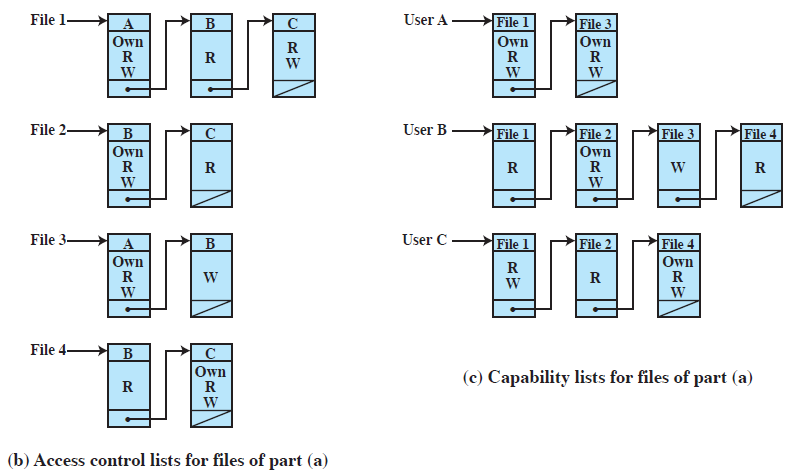 File 1
A
Own
R
W
B
R
C
R
W
File 2
B
Own
R
W
C
R
File 3
A
Own
R
W
B
W
File 4
B
R
C
Own
R
W
(b) Access control lists for files of part (a)
User A
File 1
Own
R
W
File 3
Own
R
W
User B
File 1
R
File 2
Own
R
W
File 3
W
File 4
R
User C
File 1
R
W
File 2
R
File 4
Own
R
W
(c) Capability lists for files of part (a)